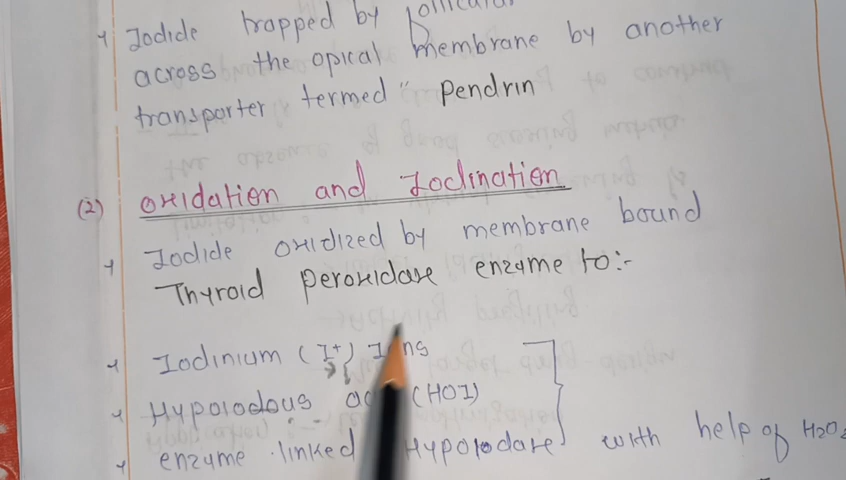 Iodide trapped by
across the apical membrane by another
transporter termed " Pendrin
(2) Oxidation and Iodination
Iodide oxidized by membrane bound
Thyroid peroxidase enzyme to:-
Iodinium (I+) Ions
Hypoiodous (HOI)
enzyme linked Hypoiodate with help of H2O2